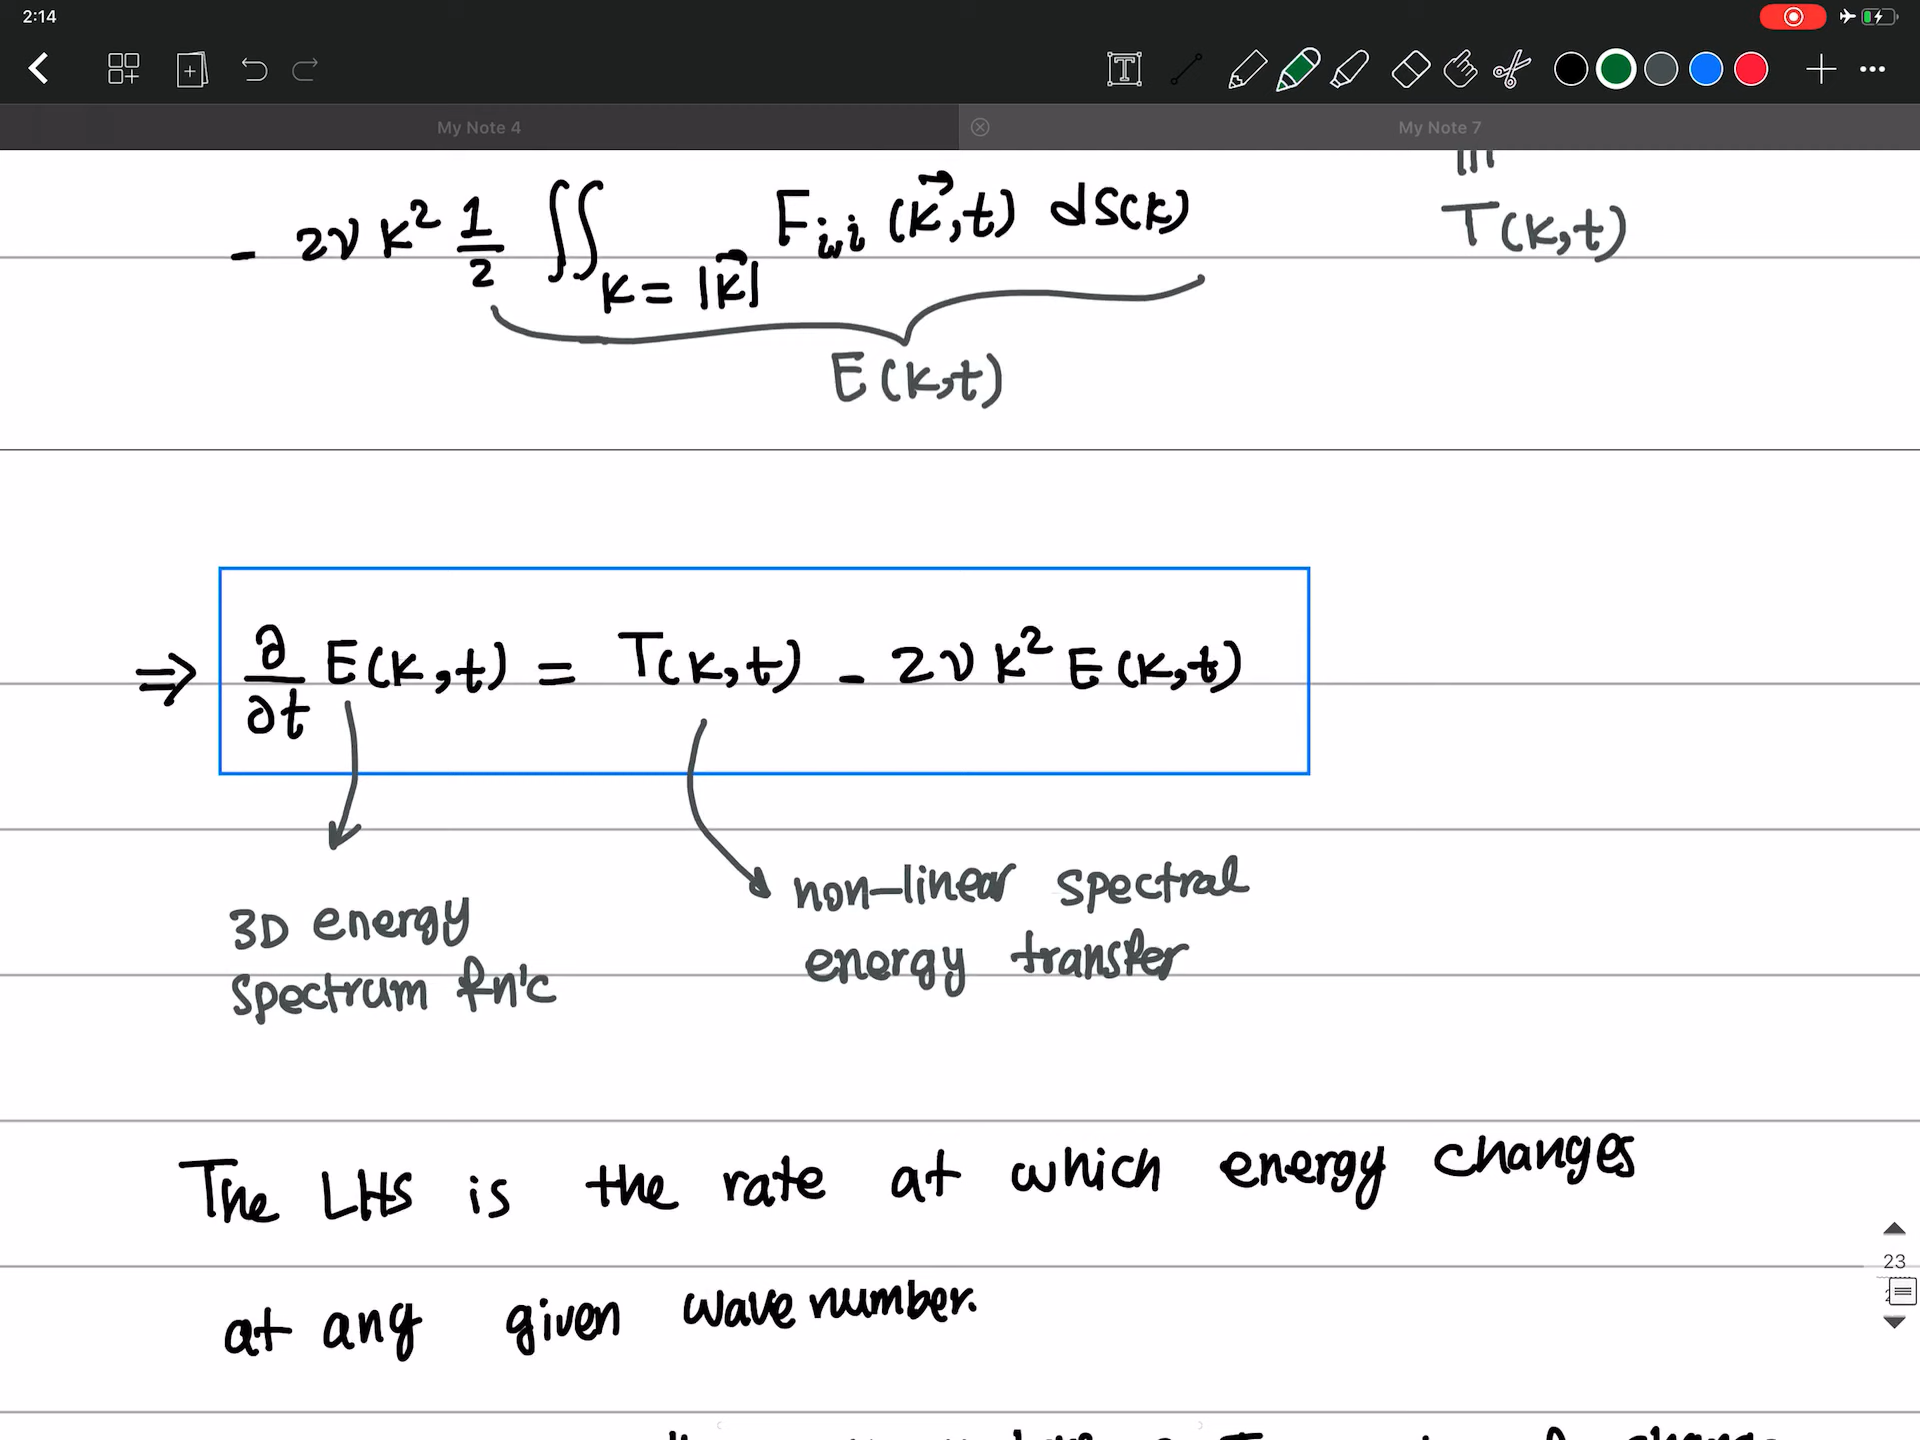 2:14
My Note 4
My Note 7
- 2ν k² 1/2 ∬ k = |k⃗| F i,i (k⃗,t) dS(k)
T(k,t)
E(k,t)
⇒ ∂/∂t E(k,t) = T(k,t) - 2ν k² E(k,t)
3D energy
spectrum fn'c
non-linear spectral
energy transfer
The LHS is the rate at which energy changes
at any given wave number.
23